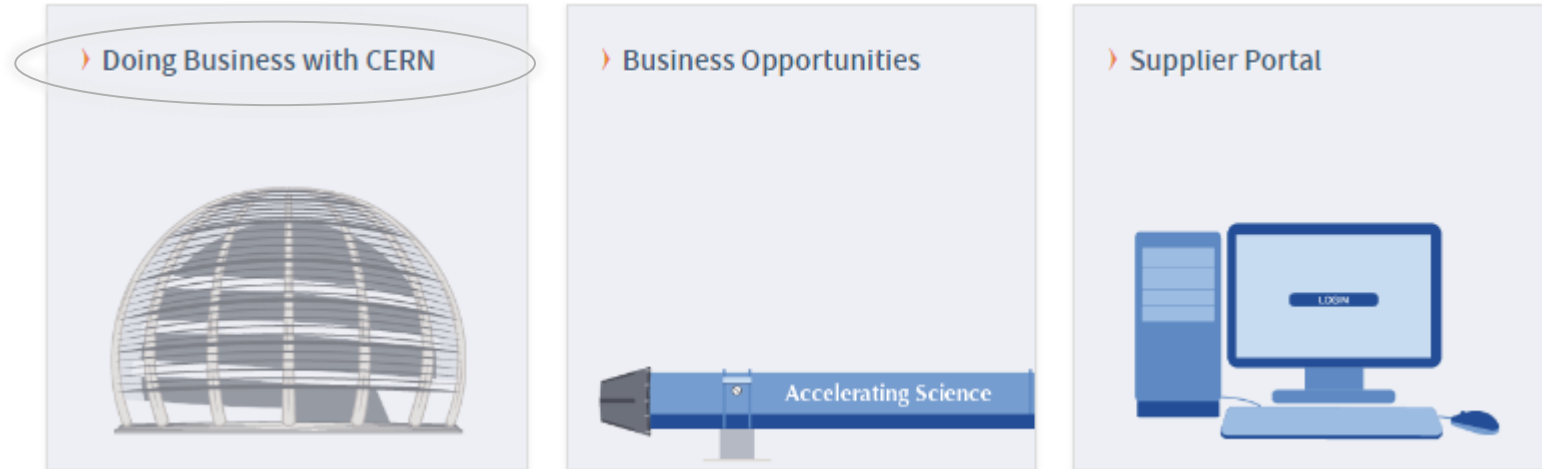 Doing Business with CERN
Business Opportunities
Supplier Portal
LOGIN
Accelerating Science